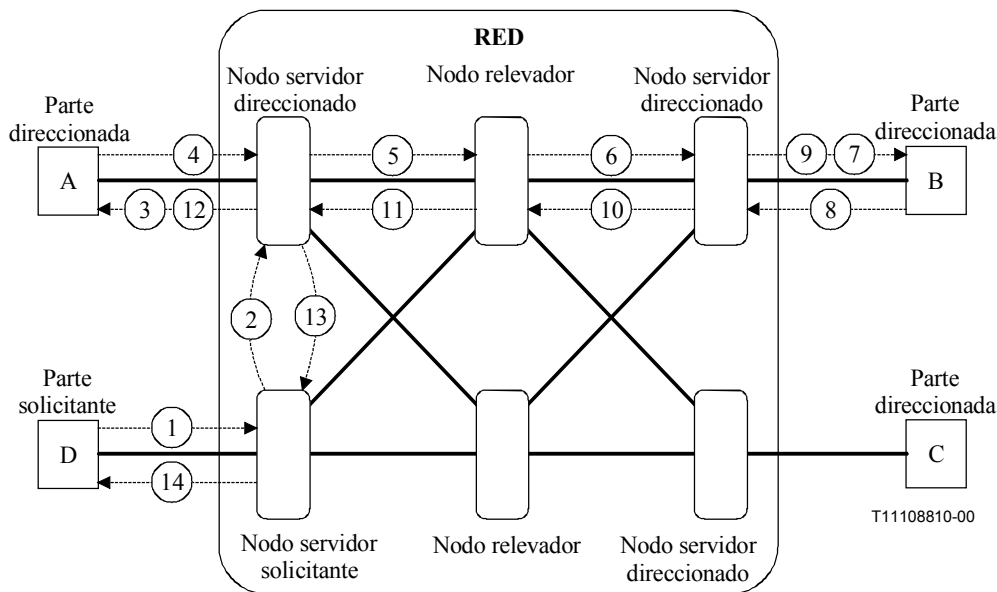 RED
Nodo servidor
direccionado
Nodo relevador
Nodo servidor
direccionado
Parte
direccionada
Parte
direccionada
4
5
6
9
7
A
B
3
12
11
10
8
2
13
Parte
solicitante
Parte
direccionada
1
D
C
14
T11108810-00
Nodo servidor
solicitante
Nodo relevador
Nodo servidor
direccionado